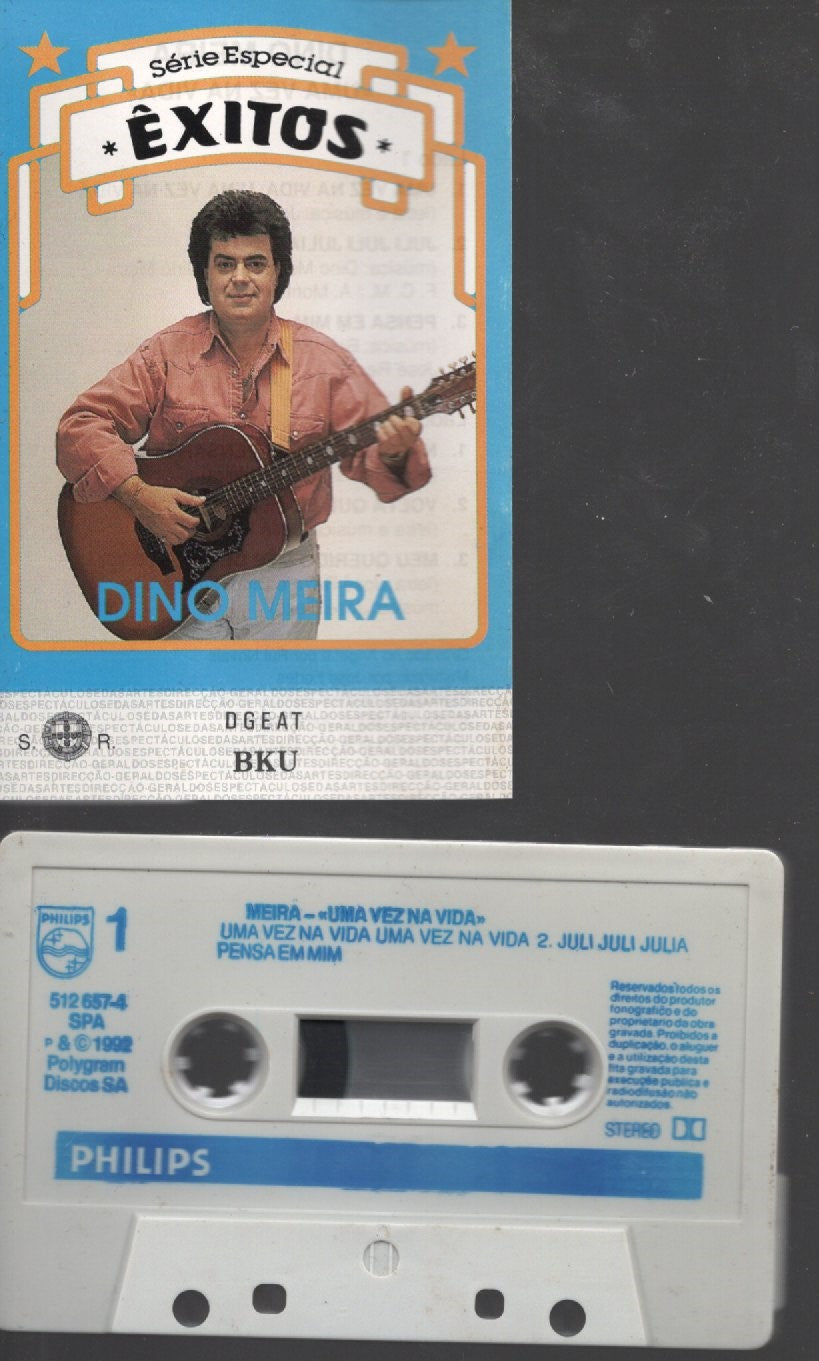 Série Especial
* ÊXITOS *
DINO MEIRA
S. R.
DGEAT
BKU
PHILIPS
1
MEIRA - «UMA VEZ NA VIDA»
UMA VEZ NA VIDA UMA VEZ NA VIDA 2. JULI JULI JULIA
PENSA EM MIM
512 657-4
SPA
P & © 1992
Polygram
Discos SA
Reservados todos os
direitos do produtor
fonografico e do
proprietario da obra
gravada. Proibidos a
duplicação, o aluguer
e a utilização desta
fita gravada para
execução publica e
radiodifusão não
autorizados.
STEREO
PHILIPS